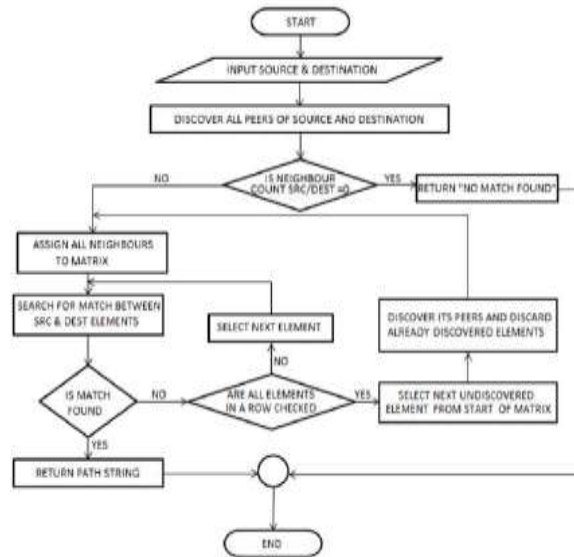 START
INPUT SOURCE & DESTINATION
DISCOVER ALL PEERS OF SOURCE AND DESTINATION
IS NEIGHBOUR
COUNT SRC/DEST =0
NO
YES
RETURN "NO MATCH FOUND"
ASSIGN ALL NEIGHBOURS
TO MATRIX
SEARCH FOR MATCH BETWEEN
SRC & DEST ELEMENTS
SELECT NEXT ELEMENT
DISCOVER ITS PEERS AND DISCARD
ALREADY DISCOVERED ELEMENTS
NO
IS MATCH
FOUND
NO
ARE ALL ELEMENTS
IN A ROW CHECKED
YES
SELECT NEXT UNDISCOVERED
ELEMENT FROM START OF MATRIX
YES
RETURN PATH STRING
END